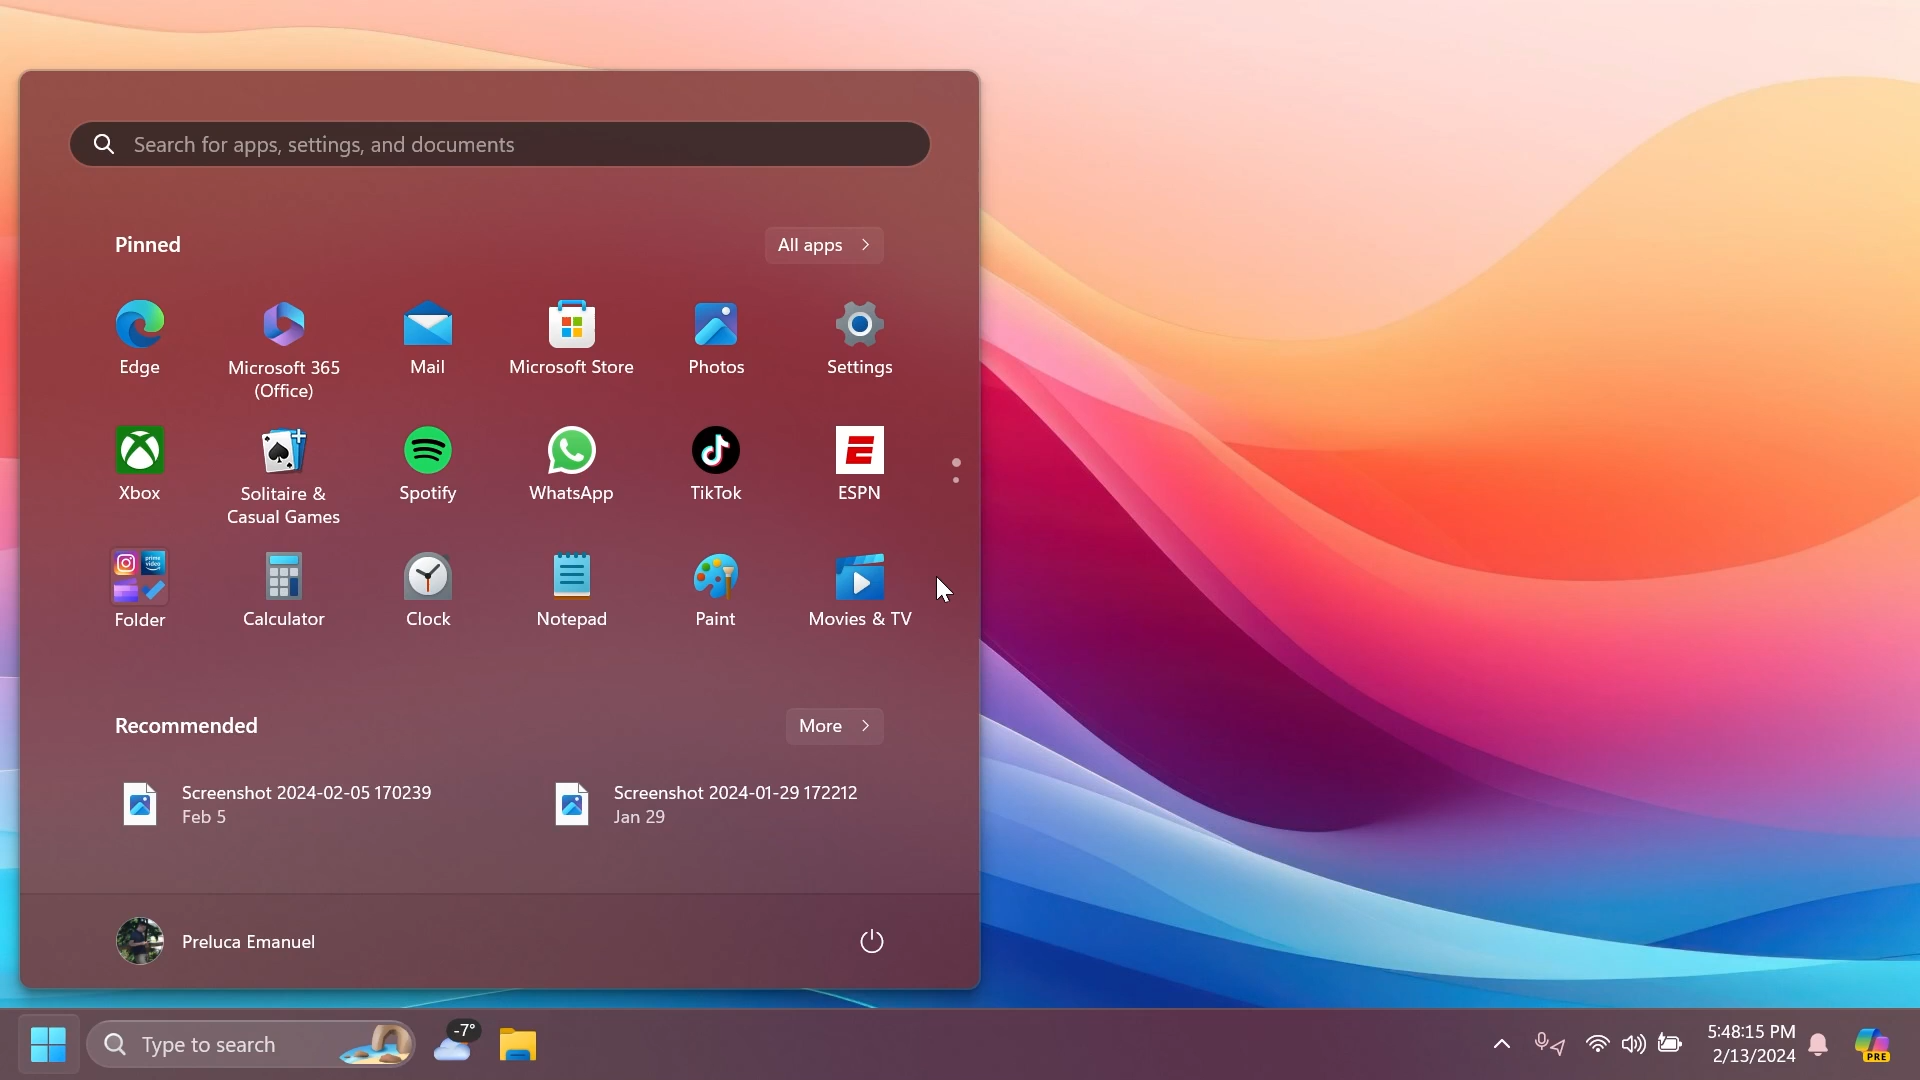 Search for apps, settings, and documents
Pinned
All apps
Edge
Microsoft 365
(Office)
Mail
Microsoft Store
Photos
Settings
Xbox
Solitaire &
Casual Games
Spotify
WhatsApp
TikTok
ESPN
prime
video
Folder
Calculator
Clock
Notepad
Paint
Movies & TV
Recommended
More
Screenshot 2024-02-05 170239
Feb 5
Screenshot 2024-01-29 172212
Jan 29
Preluca Emanuel
Type to search
-7°
5:48:15 PM
2/13/2024
PRE